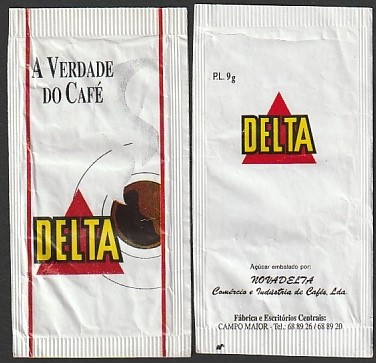 A VERDADE
DO CAFÉ
DELTA
P.L. 9 g
DELTA
Açúcar embalado por:
NOVADELTA
Comércio e Indústria de Cafés, Lda.
Fábrica e Escritórios Centrais:
CAMPO MAIOR - Tel.: 68 89 26 / 68 89 20